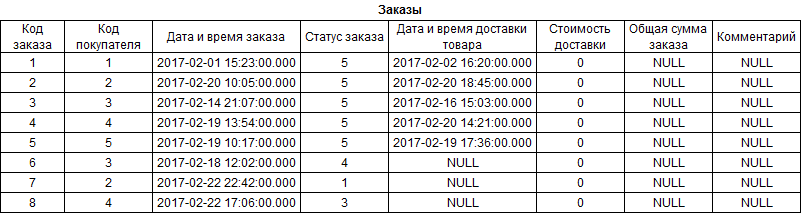 Заказы
Код заказа | Код покупателя | Дата и время заказа | Статус заказа | Дата и время доставки товара | Стоимость доставки | Общая сумма заказа | Комментарий
1 | 1 | 2017-02-01 15:23:00.000 | 5 | 2017-02-02 16:20:00.000 | 0 | NULL | NULL
2 | 2 | 2017-02-20 10:05:00.000 | 5 | 2017-02-20 18:45:00.000 | 0 | NULL | NULL
3 | 3 | 2017-02-14 21:07:00.000 | 5 | 2017-02-16 15:03:00.000 | 0 | NULL | NULL
4 | 4 | 2017-02-19 13:54:00.000 | 5 | 2017-02-20 14:21:00.000 | 0 | NULL | NULL
5 | 5 | 2017-02-19 10:17:00.000 | 5 | 2017-02-19 17:36:00.000 | 0 | NULL | NULL
6 | 3 | 2017-02-18 12:02:00.000 | 4 | NULL | 0 | NULL | NULL
7 | 2 | 2017-02-22 22:42:00.000 | 1 | NULL | 0 | NULL | NULL
8 | 4 | 2017-02-22 17:06:00.000 | 3 | NULL | 0 | NULL | NULL